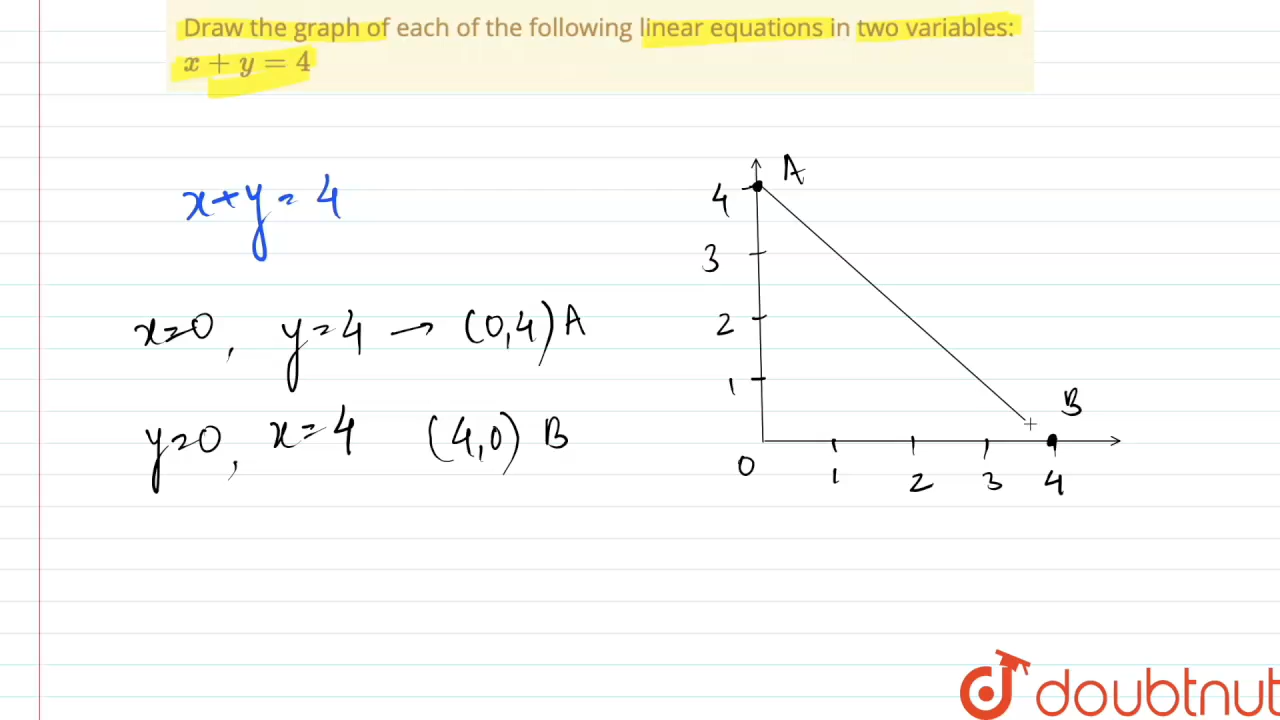 Draw the graph of each of the following linear equations in two variables:
x + y = 4
x+y=4
x=0, y=4 → (0,4) A
y=0, x=4 (4,0) B
A
4
3
2
1
B
0 1 2 3 4
doubtnut